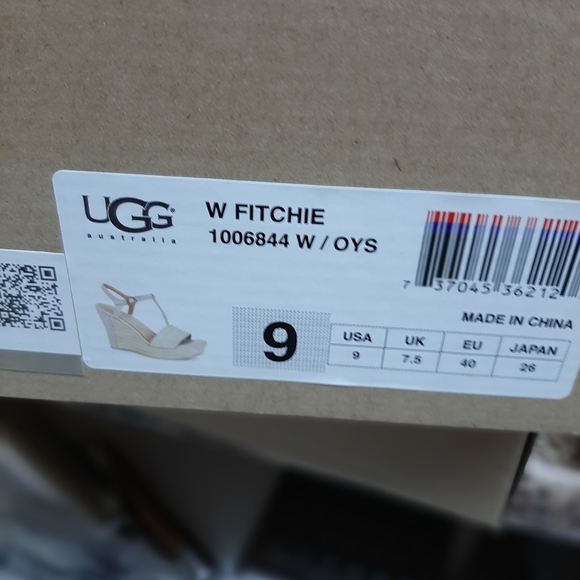 UGG®
australia
W FITCHIE
1006844 W / OYS
7 37045 36212
MADE IN CHINA
9
USA UK EU JAPAN
9 7.5 40 26